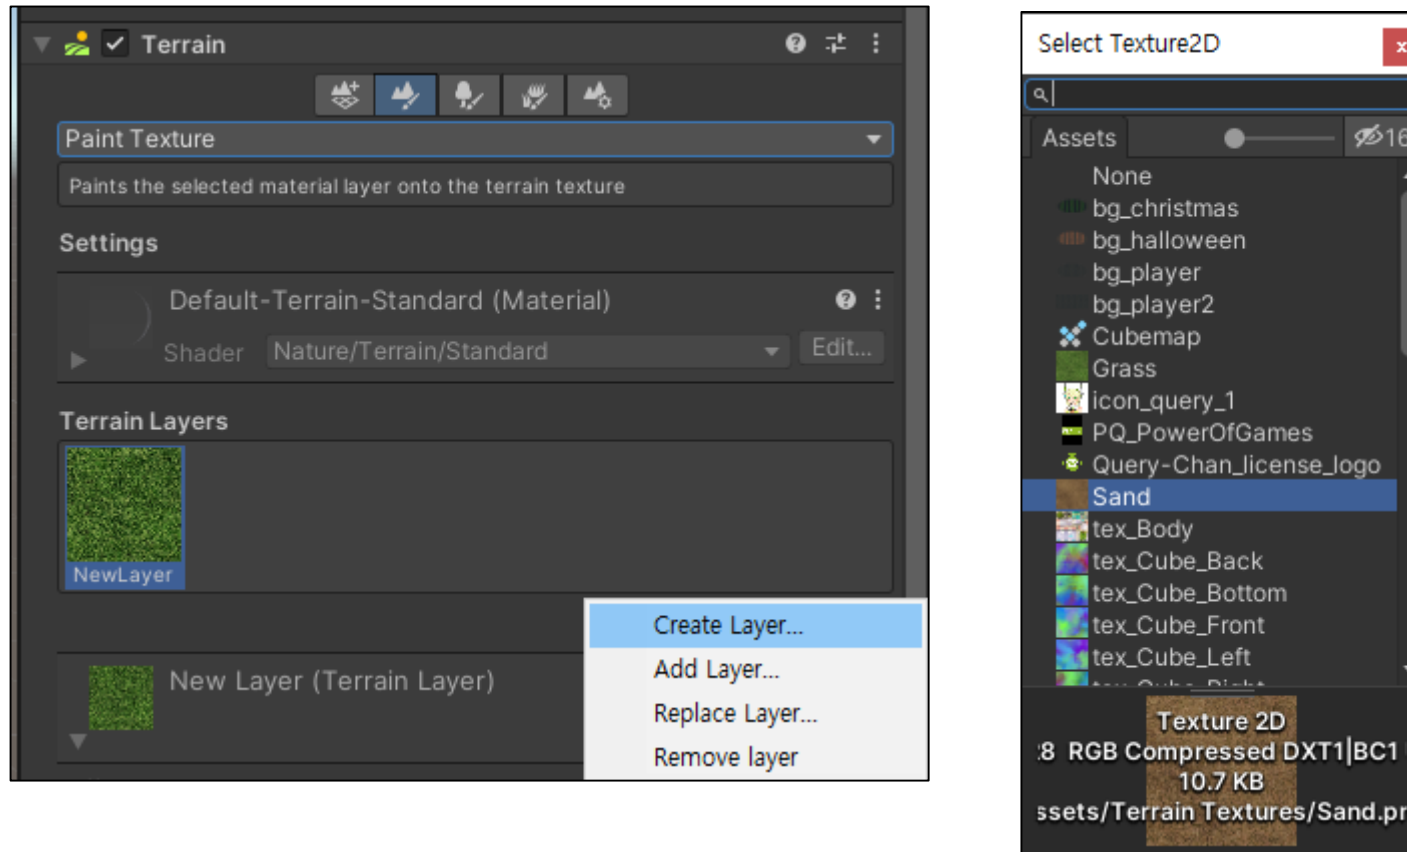 Terrain
Paint Texture
Paints the selected material layer onto the terrain texture
Settings
Default-Terrain-Standard (Material)
Shader Nature/Terrain/Standard Edit...
Terrain Layers
NewLayer
New Layer (Terrain Layer)
Create Layer...
Add Layer...
Replace Layer...
Remove layer
Select Texture2D
x
Assets 16
None
bg_christmas
bg_halloween
bg_player
bg_player2
Cubemap
Grass
icon_query_1
PQ_PowerOfGames
Query-Chan_license_logo
Sand
tex_Body
tex_Cube_Back
tex_Cube_Bottom
tex_Cube_Front
tex_Cube_Left
Texture 2D
8 RGB Compressed DXT1|BC1
10.7 KB
ssets/Terrain Textures/Sand.pr